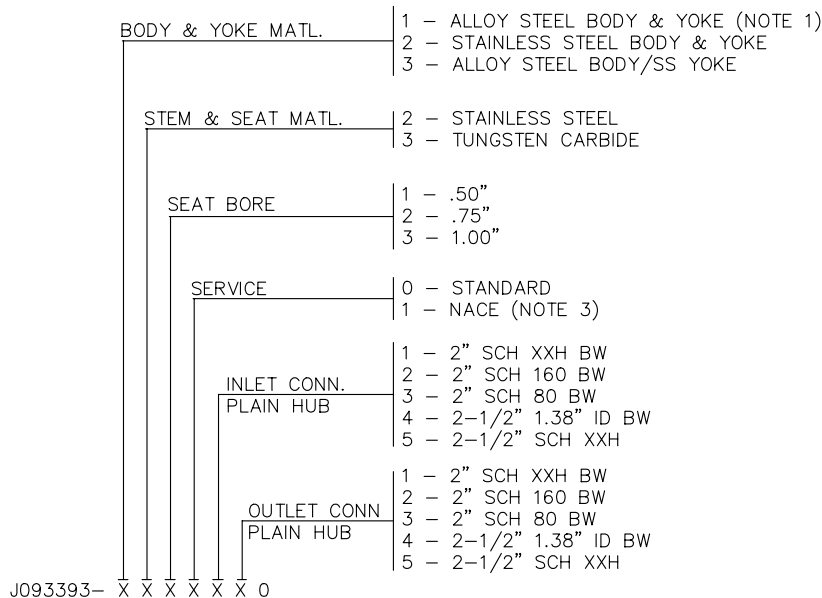 BODY & YOKE MATL.
1 – ALLOY STEEL BODY & YOKE (NOTE 1)
2 – STAINLESS STEEL BODY & YOKE
3 – ALLOY STEEL BODY/SS YOKE
STEM & SEAT MATL.
2 – STAINLESS STEEL
3 – TUNGSTEN CARBIDE
SEAT BORE
1 – .50”
2 – .75”
3 – 1.00”
SERVICE
0 – STANDARD
1 – NACE (NOTE 3)
INLET CONN.
PLAIN HUB
1 – 2” SCH XXH BW
2 – 2” SCH 160 BW
3 – 2” SCH 80 BW
4 – 2–1/2” 1.38” ID BW
5 – 2–1/2” SCH XXH
OUTLET CONN
PLAIN HUB
1 – 2” SCH XXH BW
2 – 2” SCH 160 BW
3 – 2” SCH 80 BW
4 – 2–1/2” 1.38” ID BW
5 – 2–1/2” SCH XXH
J093393– X X X X X X 0